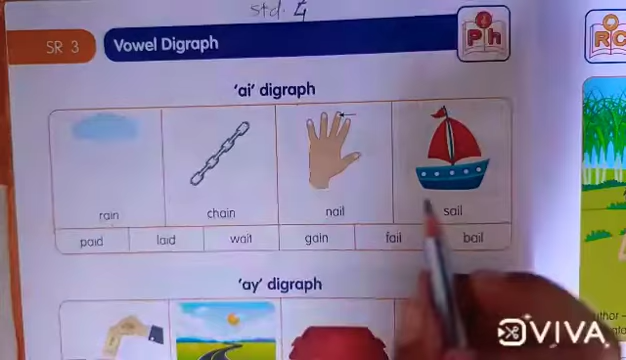 std. 4
SR 3
Vowel Digraph
Ph
RC
'ai' digraph
rain chain nail sail
paid laid wait gain fail bail
'ay' digraph
VIVA